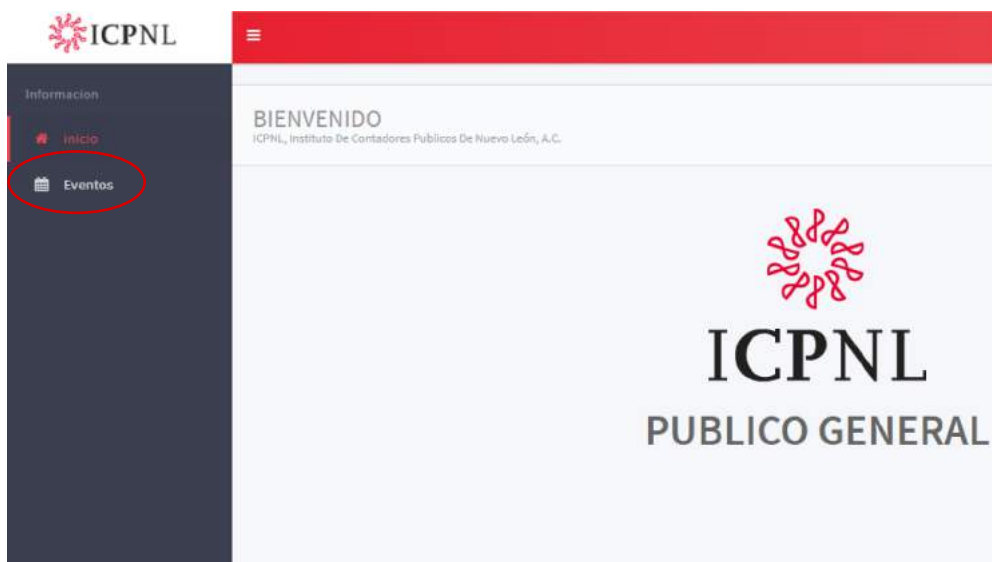 ICPNL
Informacion
inicio
Eventos
BIENVENIDO
ICPNL, Instituto De Contadores Publicos De Nuevo León, A.C.
ICPNL
PUBLICO GENERAL